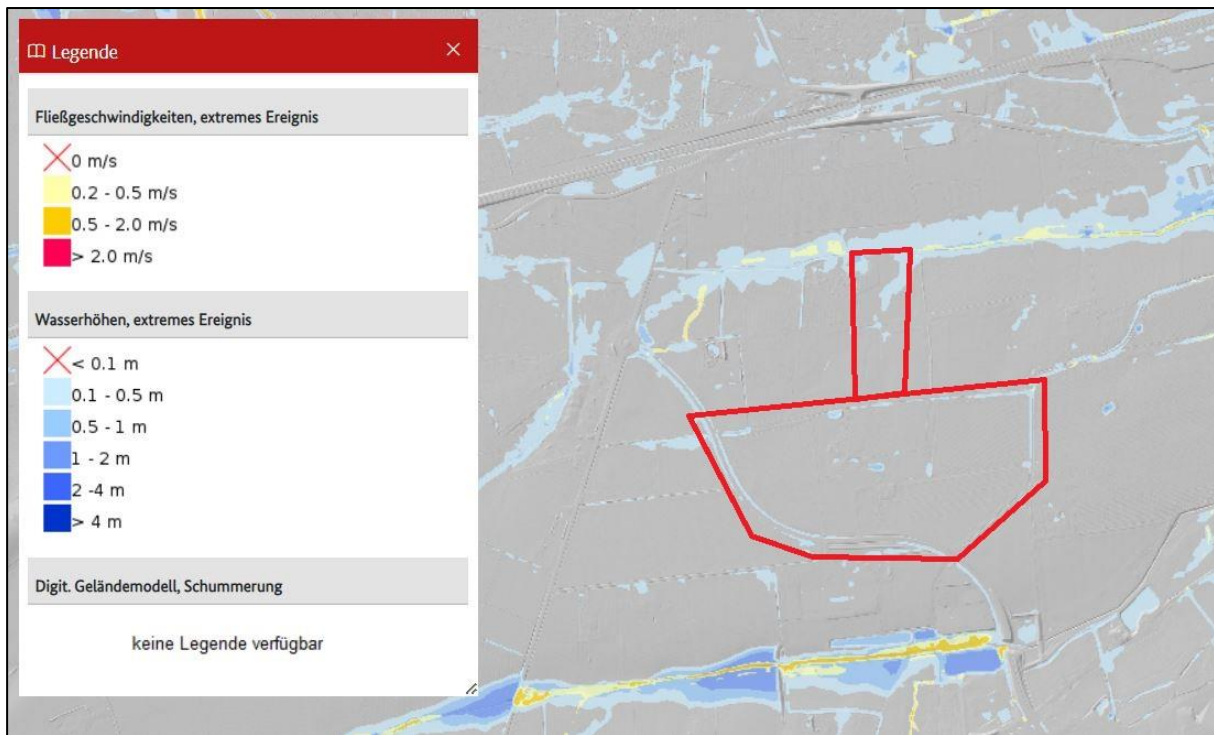 Legende
Fließgeschwindigkeiten, extremes Ereignis
0 m/s
0.2 - 0.5 m/s
0.5 - 2.0 m/s
> 2.0 m/s
Wasserhöhen, extremes Ereignis
< 0.1 m
0.1 - 0.5 m
0.5 - 1 m
1 - 2 m
2 -4 m
> 4 m
Digit. Geländemodell, Schummerung
keine Legende verfügbar